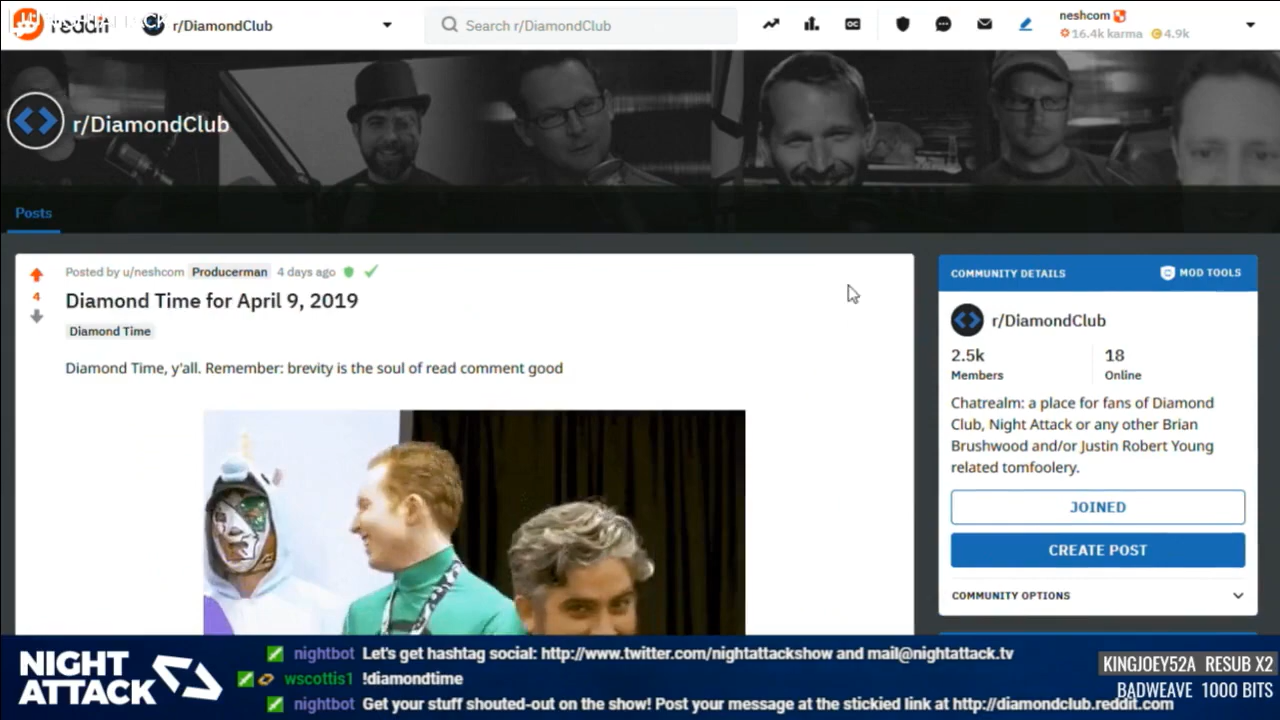 reddit r/DiamondClub Search r/DiamondClub neshcom
16.4k karma 4.9k
r/DiamondClub
Posts
Posted by u/neshcom Producerman 4 days ago
4
Diamond Time for April 9, 2019
Diamond Time
Diamond Time, y'all. Remember: brevity is the soul of read comment good
COMMUNITY DETAILS MOD TOOLS
r/DiamondClub
2.5k 18
Members Online
Chatrealm: a place for fans of Diamond
Club, Night Attack or any other Brian
Brushwood and/or Justin Robert Young
related tomfoolery.
JOINED
CREATE POST
COMMUNITY OPTIONS
NIGHT
ATTACK
nightbot Let's get hashtag social: http://www.twitter.com/nightattackshow and mail@nightattack.tv
wscottis1 !diamondtime
nightbot Get your stuff shouted-out on the show! Post your message at the stickied link at http://diamondclub.reddit.com
KINGJOEY52A RESUB X2
BADWEAVE 1000 BITS